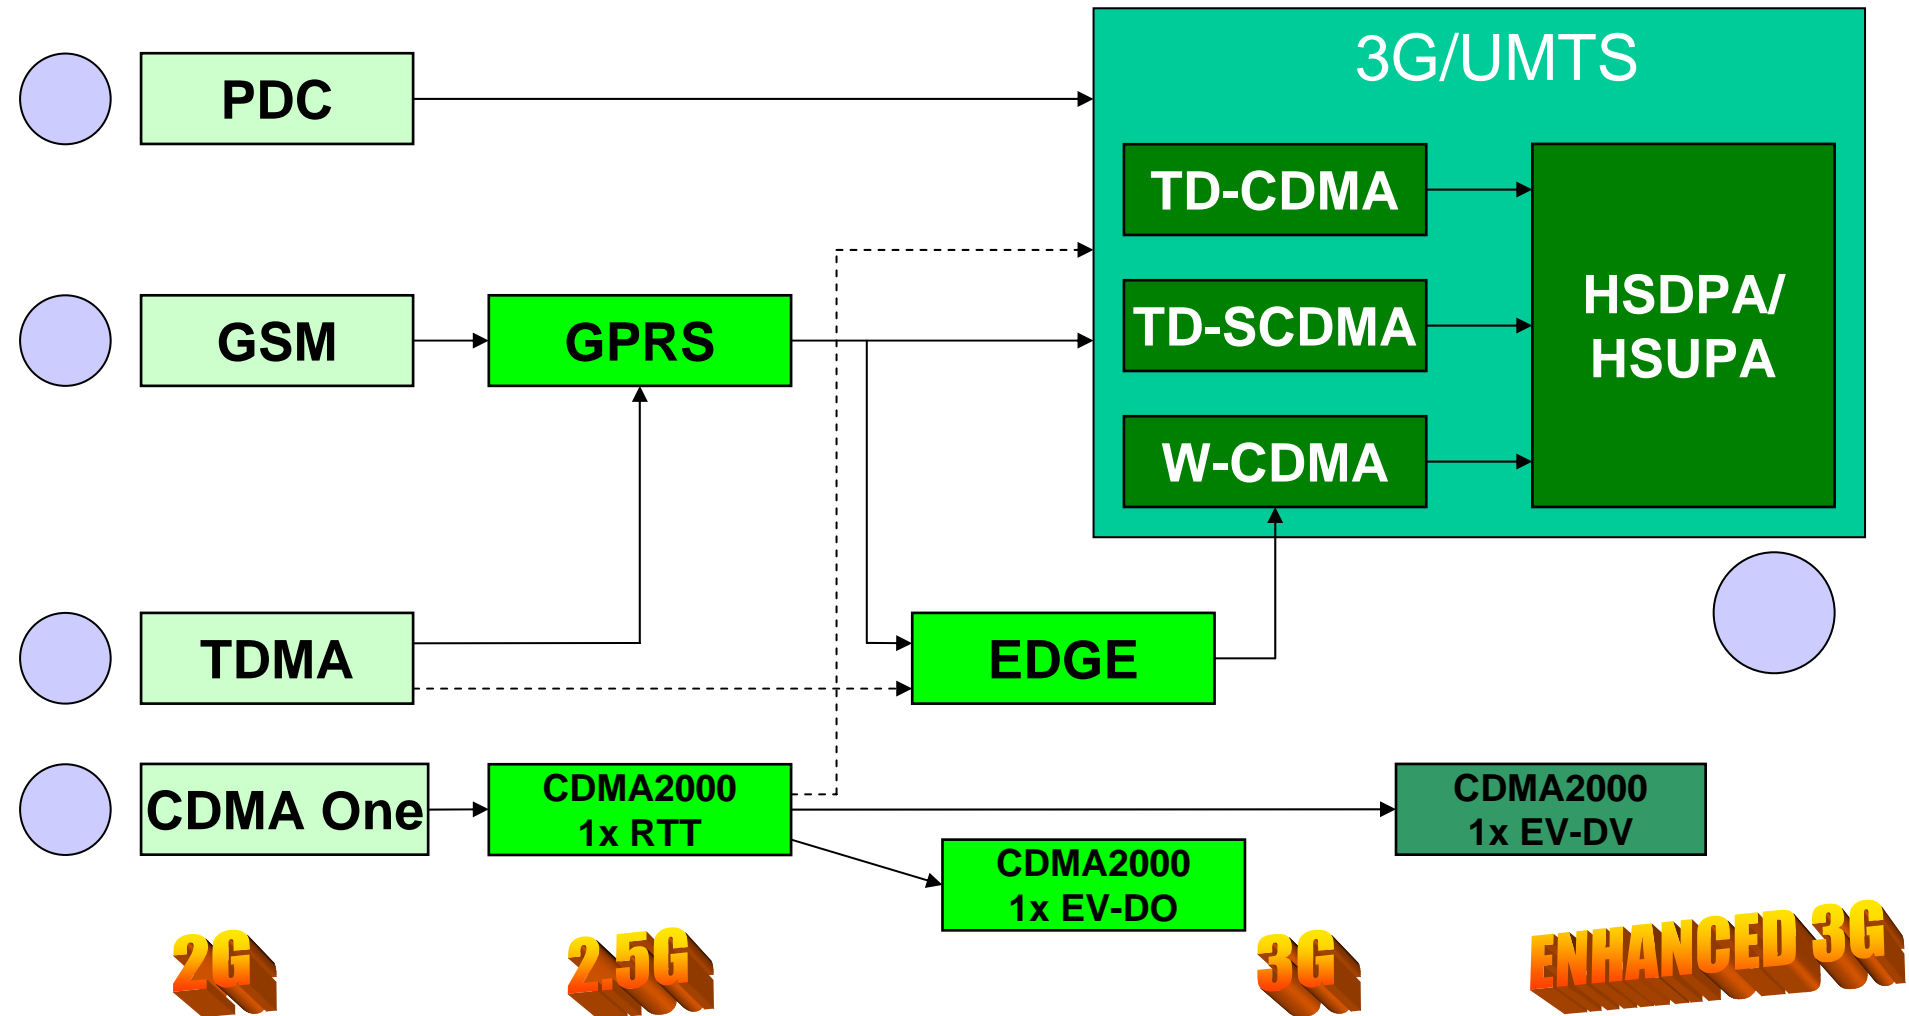 3G/UMTS
PDC
TD-CDMA
HSDPA/
HSUPA
GSM
GPRS
TD-SCDMA
W-CDMA
TDMA
EDGE
CDMA One
CDMA2000
1x RTT
CDMA2000
1x EV-DV
CDMA2000
1x EV-DO
2G
2.5G
3G
ENHANCED 3G